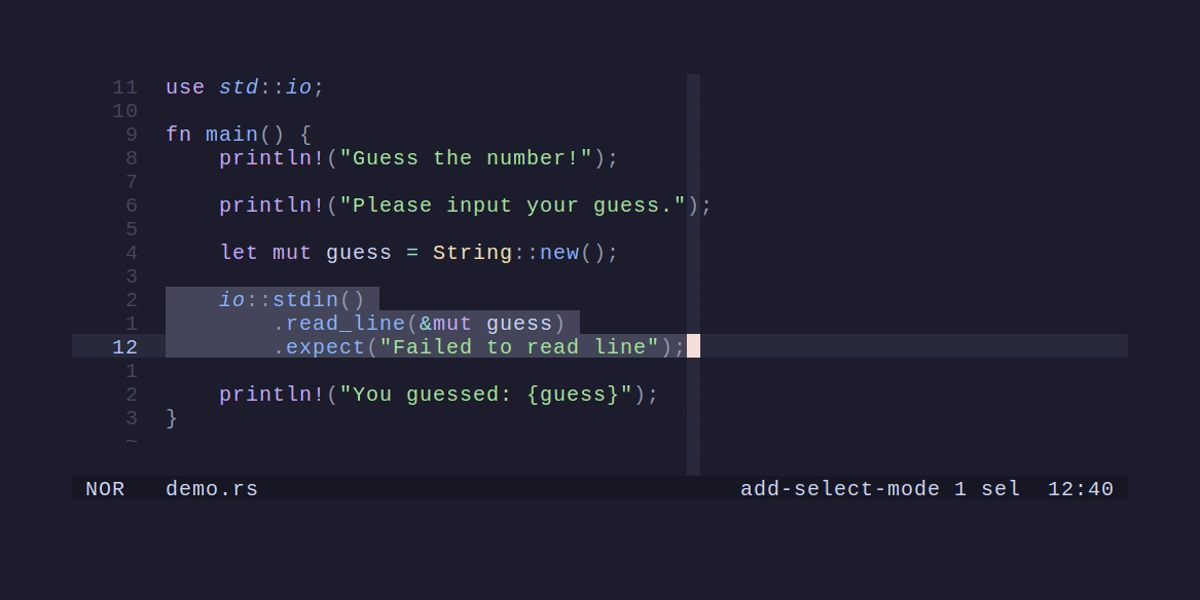 11  use std::io;
10
 9  fn main() {
 8      println!("Guess the number!");
 7
 6      println!("Please input your guess.");
 5
 4      let mut guess = String::new();
 3
 2      io::stdin()
 1          .read_line(&mut guess)
12          .expect("Failed to read line");
 1
 2      println!("You guessed: {guess}");
 3  }
 ~
NOR   demo.rs   add-select-mode 1 sel  12:40